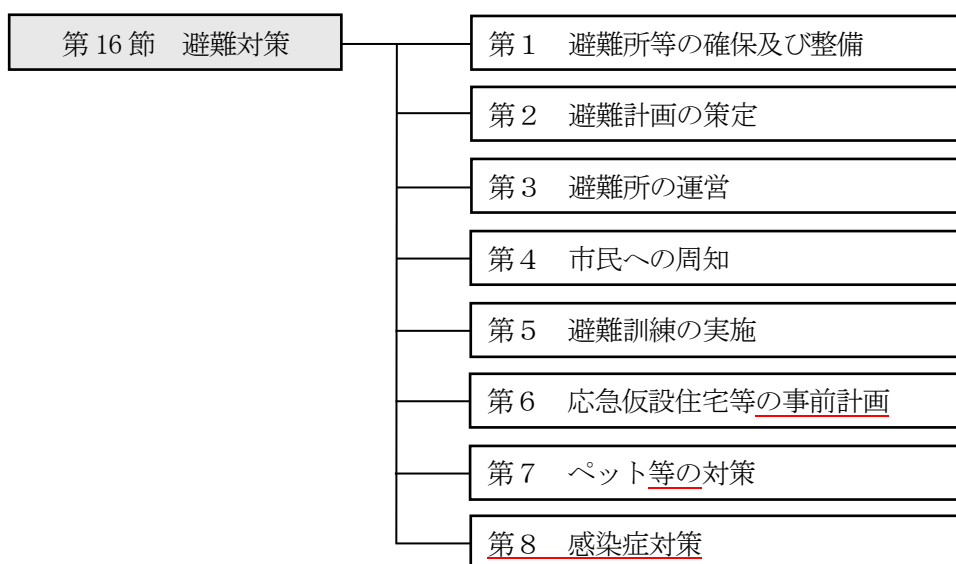 第16節　避難対策
第１　避難所等の確保及び整備
第２　避難計画の策定
第３　避難所の運営
第４　市民への周知
第５　避難訓練の実施
第６　応急仮設住宅等の事前計画
第７　ペット等の対策
第８　感染症対策